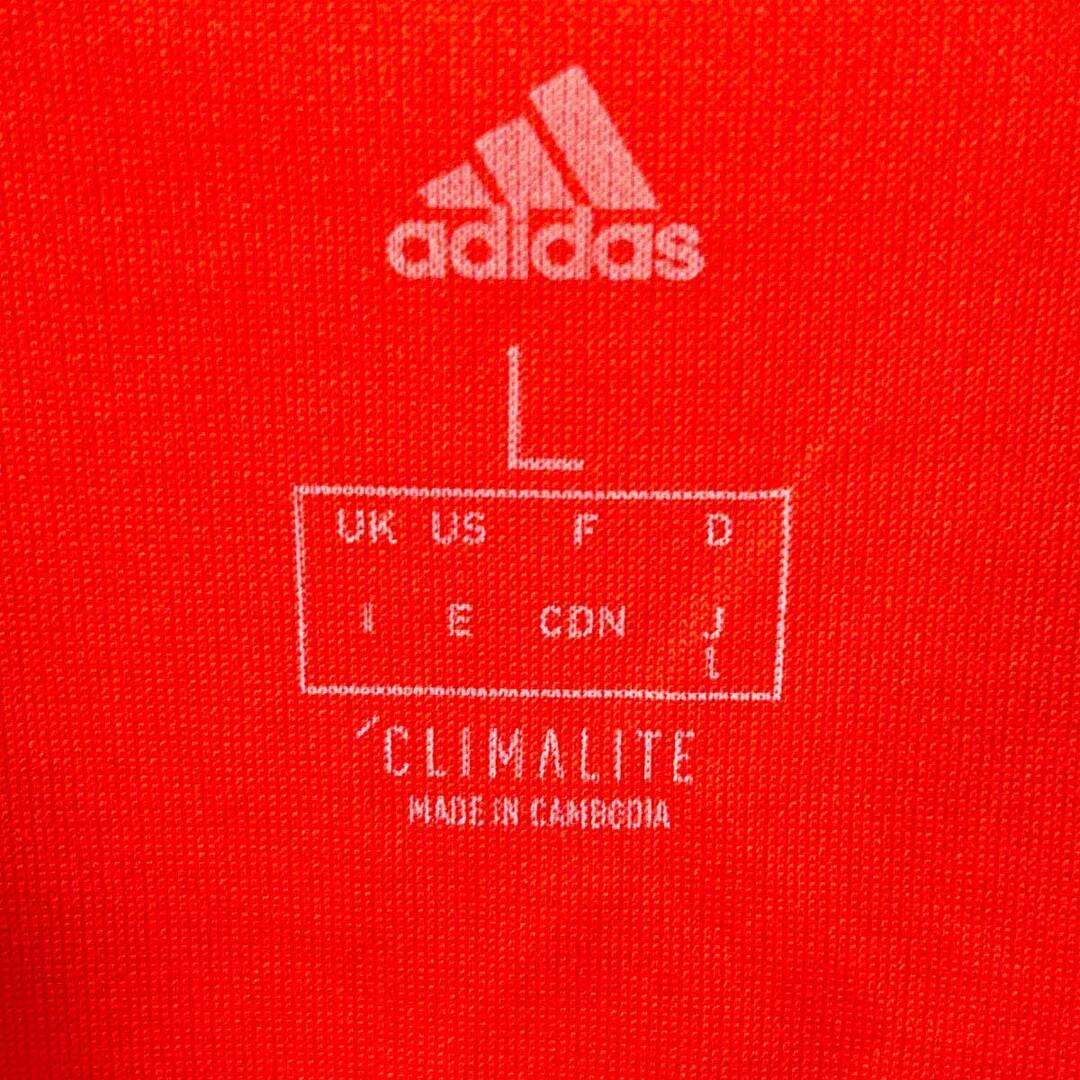 adidas
L
UK US F D
I E CDN J
L
CLIMALITE
MADE IN CAMBODIA